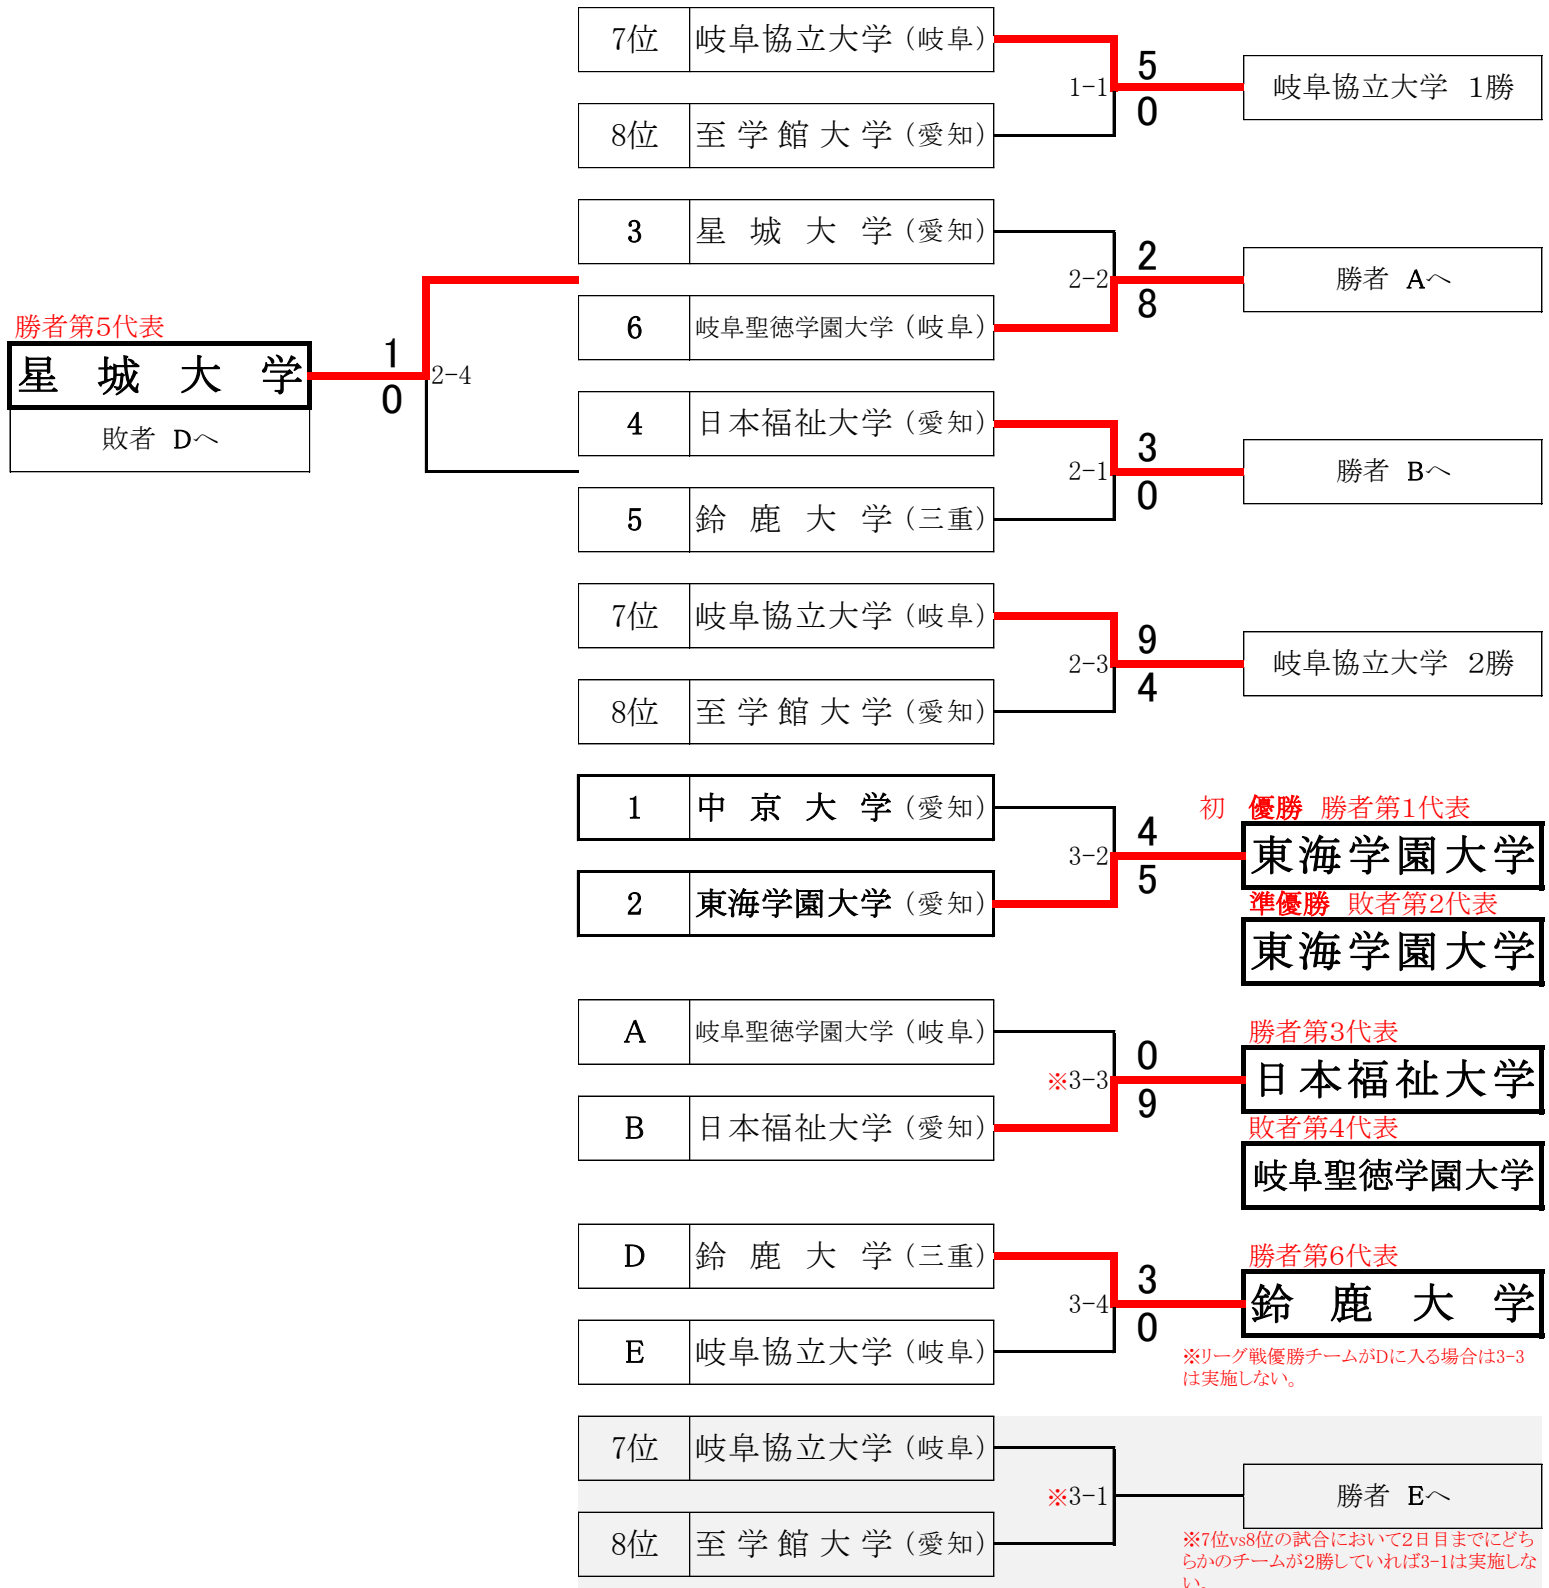 7位 岐阜協立大学（岐阜）
5
1-1
岐阜協立大学 1勝
0
8位 至学館大学（愛知）
3 星城大学（愛知）
2
2-2
勝者 Aへ
8
6 岐阜聖徳学園大学（岐阜）
勝者第5代表
星城大学
1
2-4
0
敗者 Dへ
4 日本福祉大学（愛知）
3
2-1
勝者 Bへ
0
5 鈴鹿大学（三重）
7位 岐阜協立大学（岐阜）
9
2-3
岐阜協立大学 2勝
4
8位 至学館大学（愛知）
1 中京大学（愛知）
初 優勝 勝者第1代表
4
3-2
東海学園大学
5
2 東海学園大学（愛知）
準優勝 敗者第2代表
東海学園大学
A 岐阜聖徳学園大学（岐阜）
勝者第3代表
0
※3-3
日本福祉大学
9
B 日本福祉大学（愛知）
敗者第4代表
岐阜聖徳学園大学
D 鈴鹿大学（三重）
勝者第6代表
3
3-4
鈴鹿大学
0
E 岐阜協立大学（岐阜）
※リーグ戦優勝チームがDに入る場合は3-3
は実施しない。
7位 岐阜協立大学（岐阜）
※3-1
勝者 Eへ
8位 至学館大学（愛知）
※7位vs8位の試合において2日目までにどち
らかのチームが2勝していれば3-1は実施しな
い。